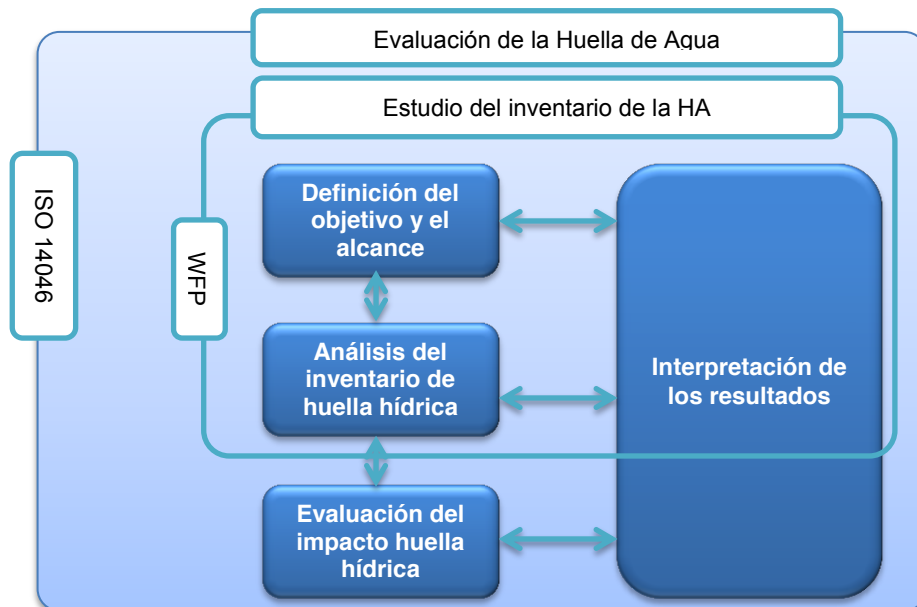 Evaluación de la Huella de Agua
Estudio del inventario de la HA
ISO 14046
WFP
Definición del
objetivo y el
alcance
Análisis del
inventario de
huella hídrica
Evaluación del
impacto huella
hídrica
Interpretación de
los resultados